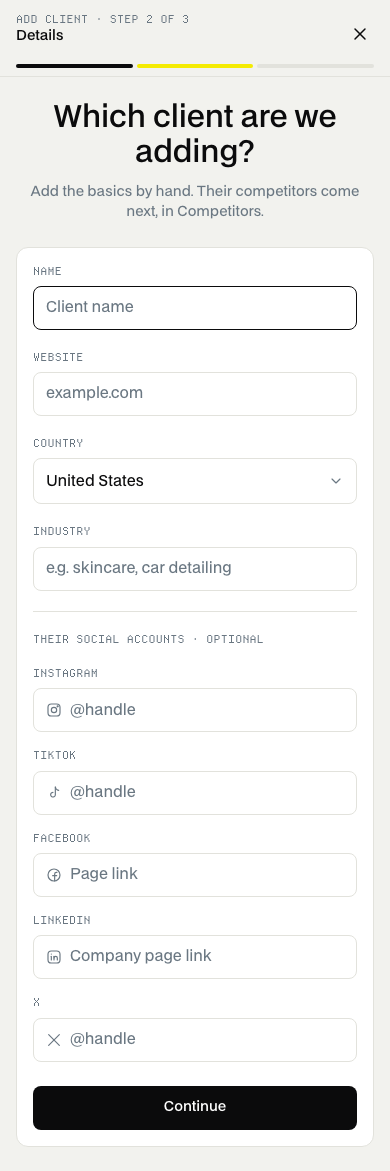 ADD CLIENT · STEP 2 OF 3
Details
Which client are we
adding?
Add the basics by hand. Their competitors come
next, in Competitors.
NAME
Client name
WEBSITE
example.com
COUNTRY
United States
INDUSTRY
e.g. skincare, car detailing
THEIR SOCIAL ACCOUNTS · OPTIONAL
INSTAGRAM
@handle
TIKTOK
@handle
FACEBOOK
Page link
LINKEDIN
Company page link
X
@handle
Continue